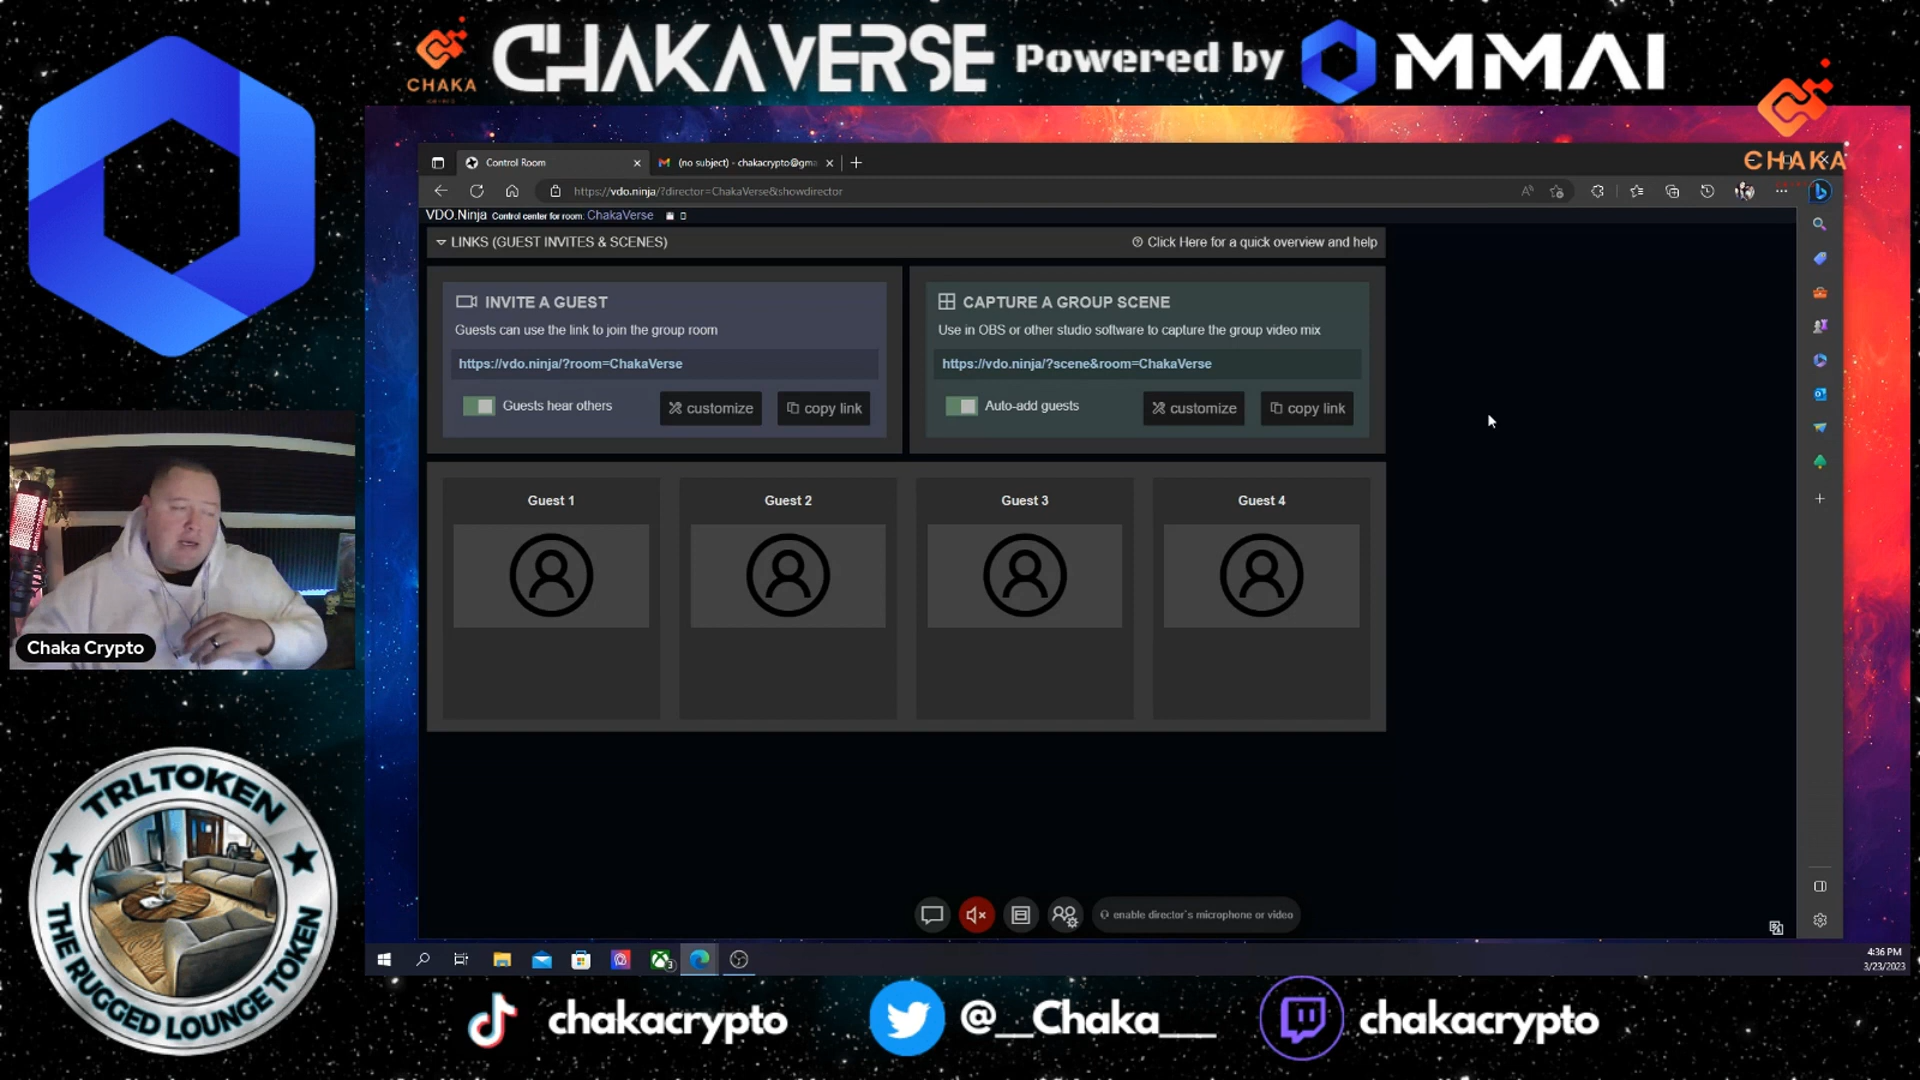 CHAKA
CHAKAVERSE Powered by MMAI
CHAKA
Control Room
(no subject) - chakacrypto@gma
https://vdo.ninja/?director=ChakaVerse&showdirector
VDO.Ninja Control center for room: ChakaVerse
LINKS (GUEST INVITES & SCENES)
Click Here for a quick overview and help
INVITE A GUEST
Guests can use the link to join the group room
https://vdo.ninja/?room=ChakaVerse
Guests hear others
customize
copy link
CAPTURE A GROUP SCENE
Use in OBS or other studio software to capture the group video mix
https://vdo.ninja/?scene&room=ChakaVerse
Auto-add guests
customize
copy link
Guest 1
Guest 2
Guest 3
Guest 4
Chaka Crypto
TRLTOKEN
THE RUGGED LOUNGE TOKEN
enable director's microphone or video
3
4:36 PM
3/23/2023
chakacrypto
@__Chaka___
chakacrypto